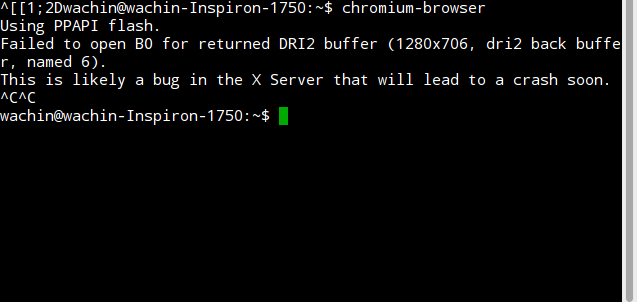 ^[[1;2Dwachin@wachin-Inspiron-1750:~$ chromium-browser
Using PPAPI flash.
Failed to open BO for returned DRI2 buffer (1280x706, dri2 back buffe
r, named 6).
This is likely a bug in the X Server that will lead to a crash soon.
^C^C
wachin@wachin-Inspiron-1750:~$